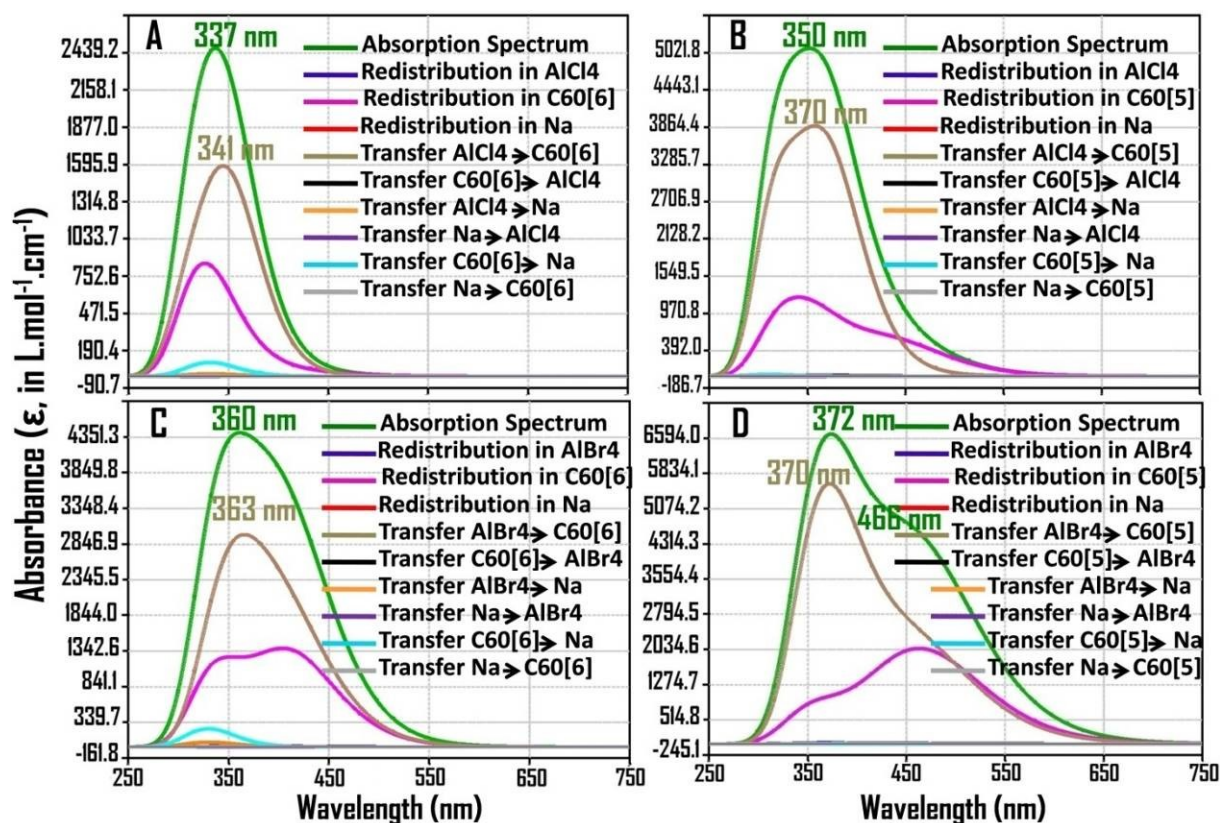 Absorbance (ε, in L.mol⁻¹.cm⁻¹)
A
337 nm
341 nm
Absorption Spectrum
Redistribution in AlCl4
Redistribution in C60[6]
Redistribution in Na
Transfer AlCl4→C60[6]
Transfer C60[6]→AlCl4
Transfer AlCl4→Na
Transfer Na→AlCl4
Transfer C60[6]→Na
Transfer Na→C60[6]
2439.2
2158.1
1877.0
1595.9
1314.8
1033.7
752.6
471.5
190.4
-90.7
250 350 450 550 650 750
B
350 nm
370 nm
Absorption Spectrum
Redistribution in AlCl4
Redistribution in C60[5]
Redistribution in Na
Transfer AlCl4→C60[5]
Transfer C60[5]→AlCl4
Transfer AlCl4→Na
Transfer Na→AlCl4
Transfer C60[5]→Na
Transfer Na→C60[5]
5021.8
4443.1
3864.4
3285.7
2706.9
2128.2
1549.5
970.8
392.0
-186.7
250 350 450 550 650 750
C
360 nm
363 nm
Absorption Spectrum
Redistribution in AlBr4
Redistribution in C60[6]
Redistribution in Na
Transfer AlBr4→C60[6]
Transfer C60[6]→AlBr4
Transfer AlBr4→Na
Transfer Na→AlBr4
Transfer C60[6]→Na
Transfer Na→C60[6]
4351.3
3849.8
3348.4
2846.9
2345.5
1844.0
1342.6
841.1
339.7
-161.8
250 350 450 550 650 750
Wavelength (nm)
D
372 nm
370 nm
466 nm
Absorption Spectrum
Redistribution in AlBr4
Redistribution in C60[5]
Redistribution in Na
Transfer AlBr4→C60[5]
Transfer C60[5]→AlBr4
Transfer AlBr4→Na
Transfer Na→AlBr4
Transfer C60[5]→Na
Transfer Na→C60[5]
6594.0
5834.1
5074.2
4314.3
3554.4
2794.5
2034.6
1274.7
514.8
-245.1
250 350 450 550 650 750
Wavelength (nm)